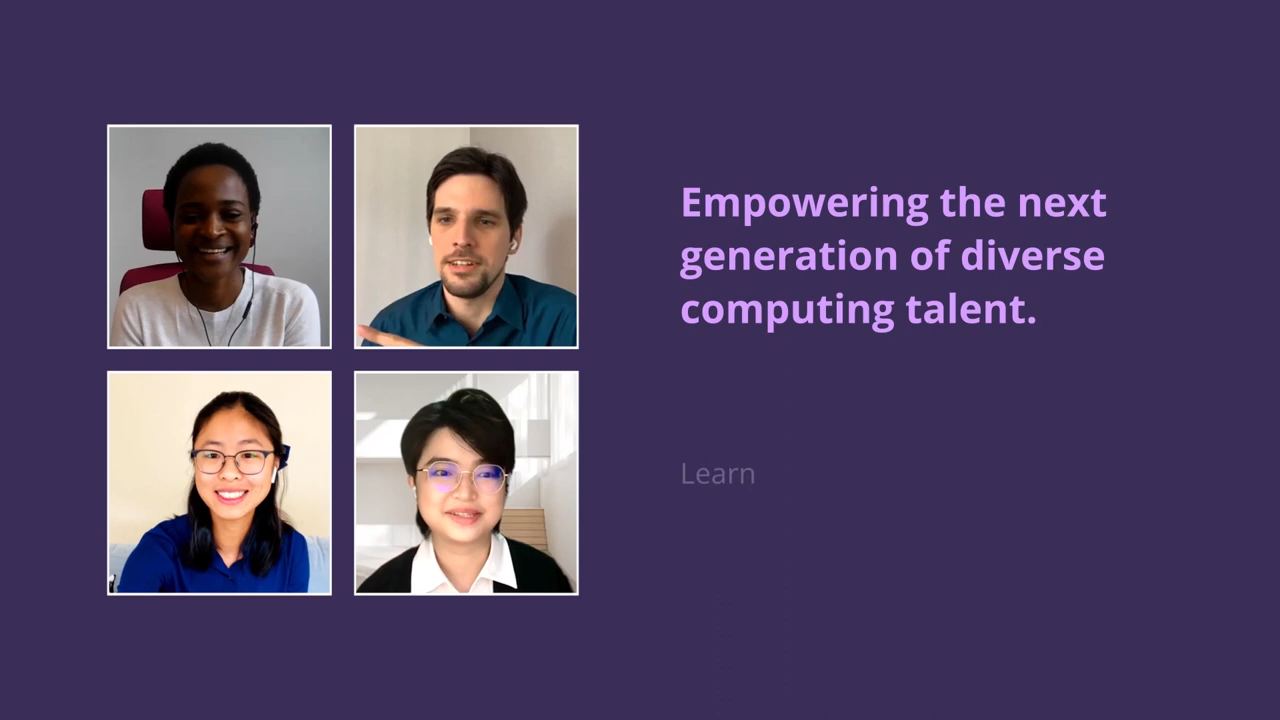 Empowering the next
generation of diverse
computing talent.
Learn